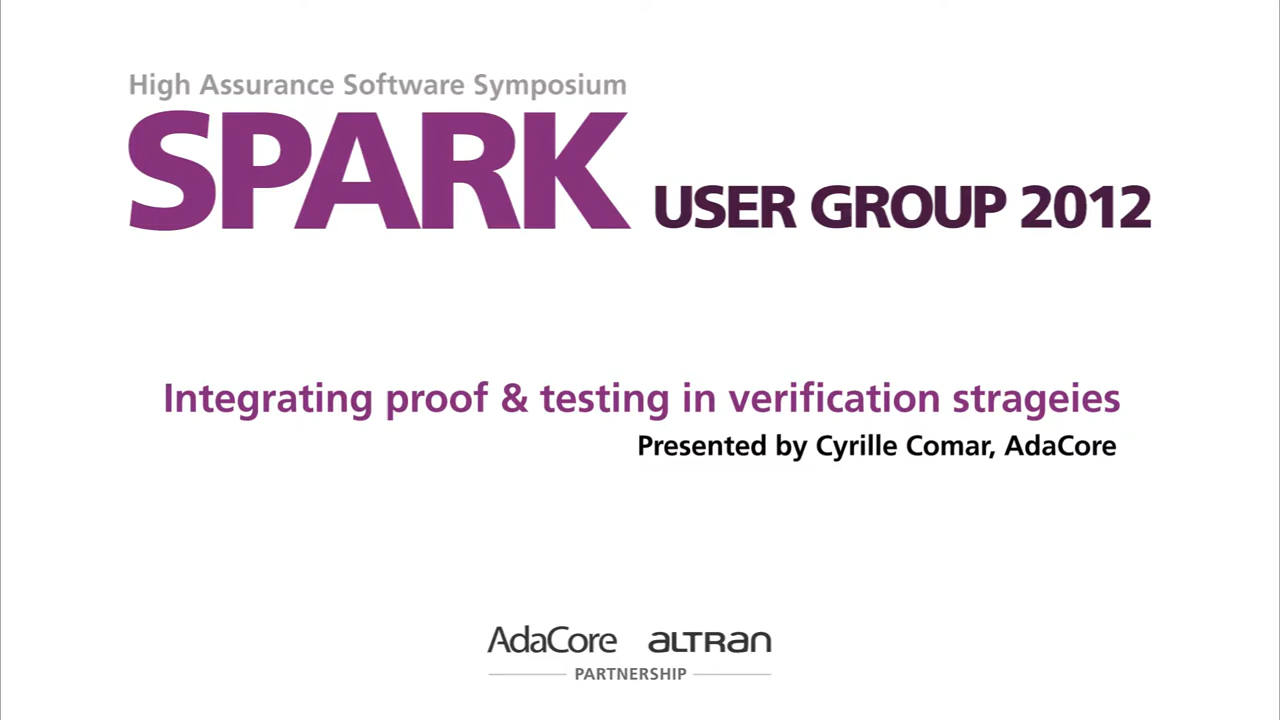 High Assurance Software Symposium
SPARK USER GROUP 2012
Integrating proof & testing in verification strageies
Presented by Cyrille Comar, AdaCore
AdaCore altran
PARTNERSHIP